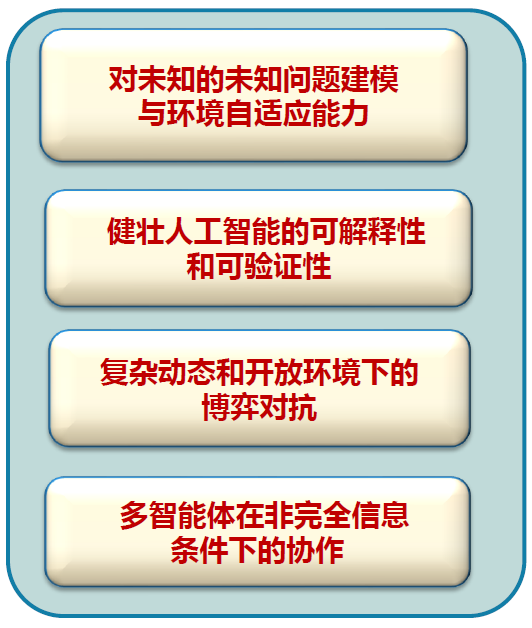 对未知的未知问题建模
与环境自适应能力
健壮人工智能的可解释性
和可验证性
复杂动态和开放环境下的
博弈对抗
多智能体在非完全信息
条件下的协作